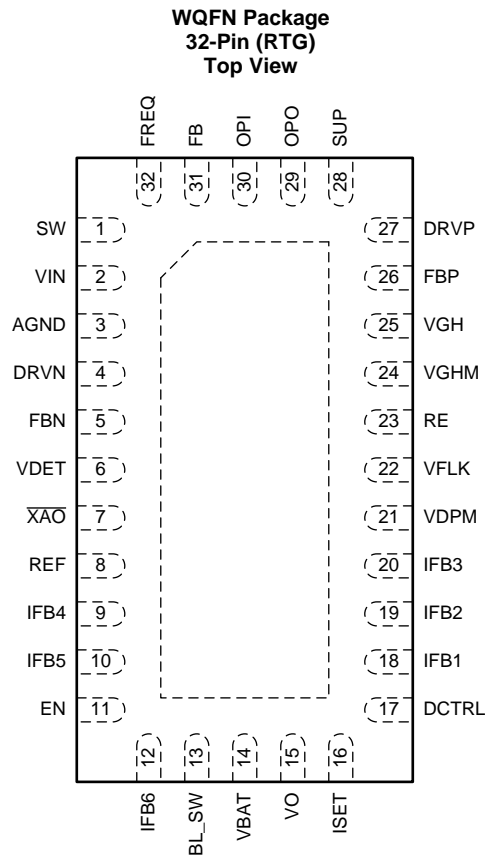 WQFN Package
32-Pin (RTG)
Top View
FREQ FB OPI OPO SUP
32 31 30 29 28
SW 1 27 DRVP
VIN 2 26 FBP
AGND 3 25 VGH
DRVN 4 24 VGHM
FBN 5 23 RE
VDET 6 22 VFLK
X̅A̅O̅ 7 21 VDPM
REF 8 20 IFB3
IFB4 9 19 IFB2
IFB5 10 18 IFB1
EN 11 17 DCTRL
12 13 14 15 16
IFB6 BL_SW VBAT VO ISET